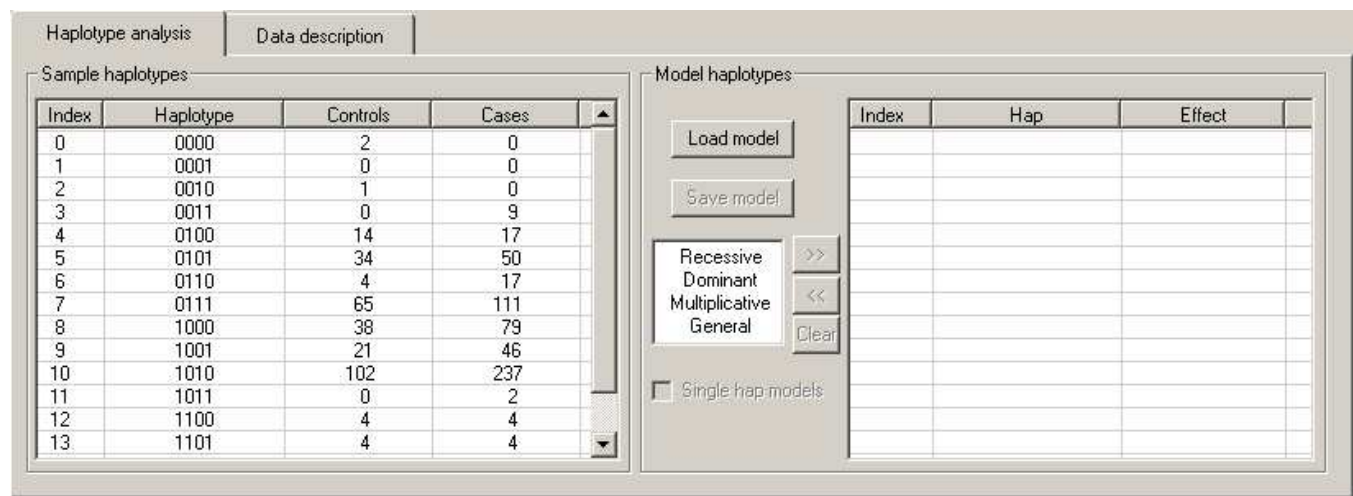 Haplotype analysis Data description
Sample haplotypes
Index Haplotype Controls Cases
0 0000 2 0
1 0001 0 0
2 0010 1 0
3 0011 0 9
4 0100 14 17
5 0101 34 50
6 0110 4 17
7 0111 65 111
8 1000 38 79
9 1001 21 46
10 1010 102 237
11 1011 0 2
12 1100 4 4
13 1101 4 4
Model haplotypes
Load model
Save model
Recessive
Dominant
Multiplicative
General
>>
<<
Clear
Single hap models
Index Hap Effect